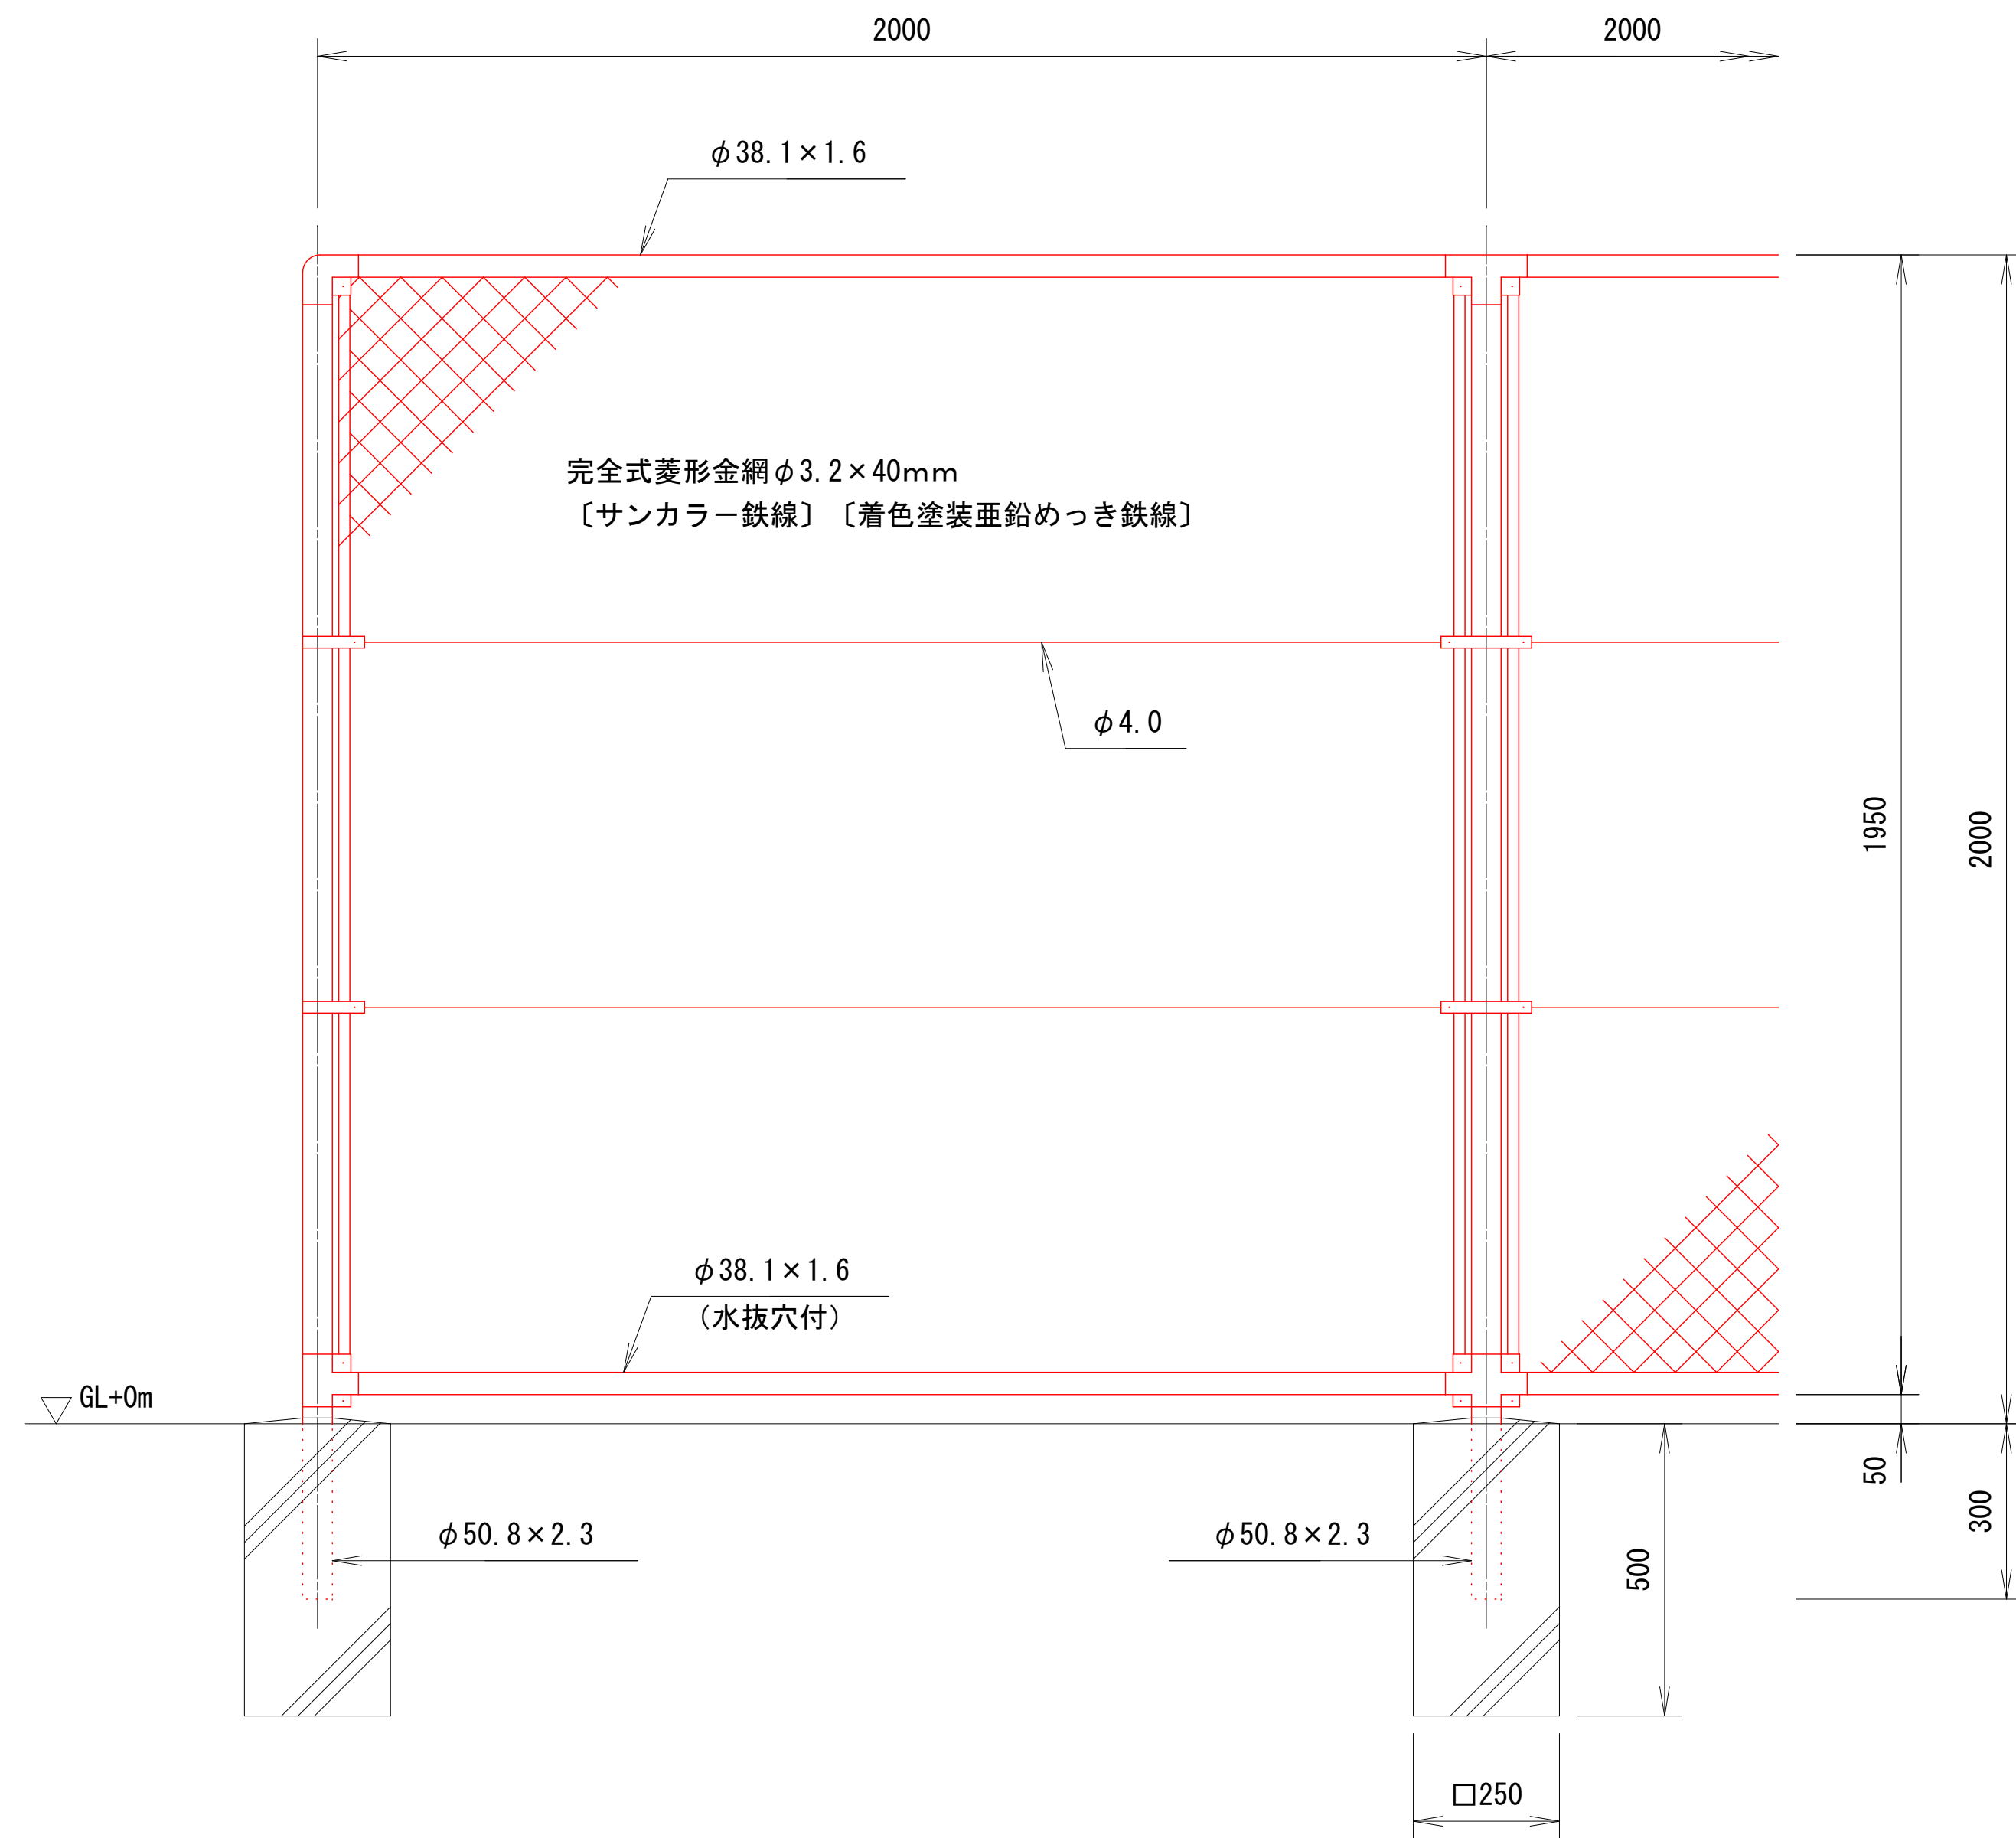 2000
2000
φ38.1×1.6
完全式菱形金網φ3.2×40mm
〔サンカラー鉄線〕〔着色塗装亜鉛めっき鉄線〕
φ4.0
1950
2000
φ38.1×1.6
(水抜穴付)
GL+0m
50
300
φ50.8×2.3
φ50.8×2.3
500
□250